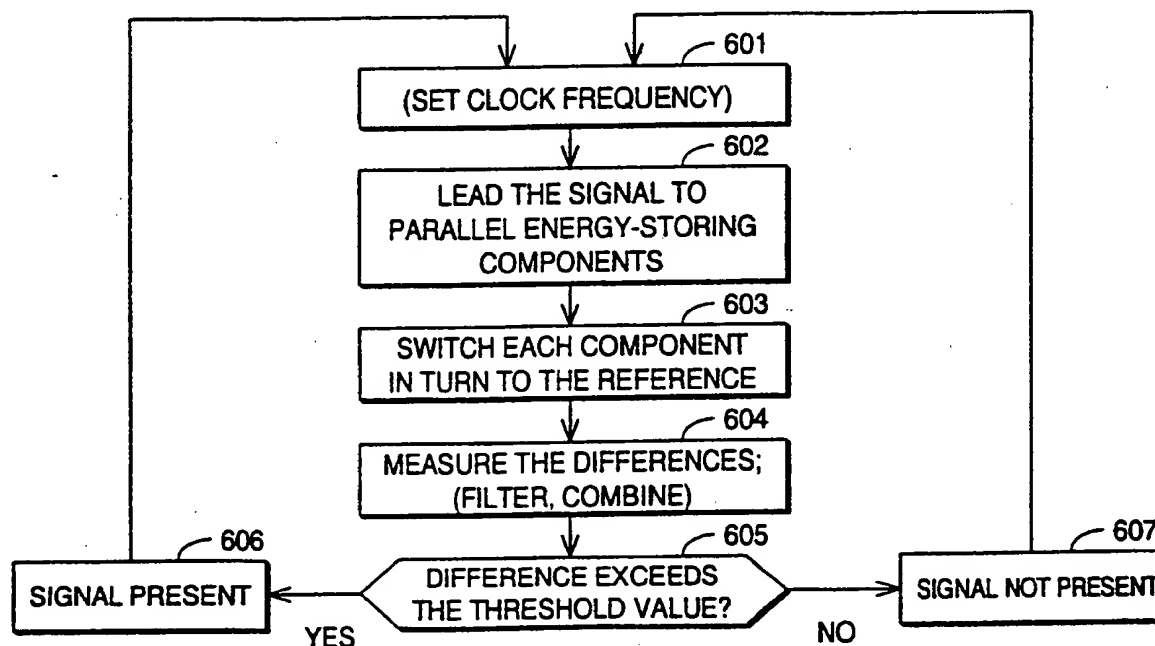 601
(SET CLOCK FREQUENCY)
602
LEAD THE SIGNAL TO
PARALLEL ENERGY-STORING
COMPONENTS
603
SWITCH EACH COMPONENT
IN TURN TO THE REFERENCE
604
MEASURE THE DIFFERENCES;
(FILTER, COMBINE)
605
DIFFERENCE EXCEEDS
THE THRESHOLD VALUE?
606
SIGNAL PRESENT
YES
607
SIGNAL NOT PRESENT
NO